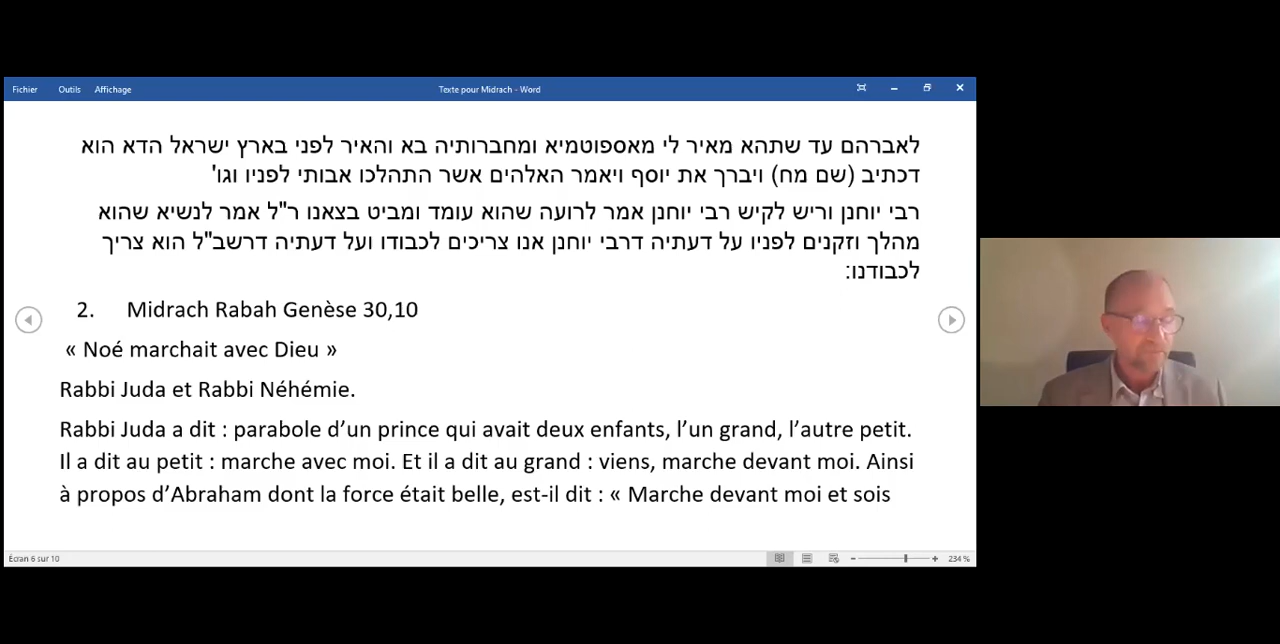 Fichier Outils Affichage
Texte pour Midrach - Word
לאברהם עד שתהא מאיר לי מאספוטמיא ומחברותיה בא והאיר לפני בארץ ישראל הדא הוא
דכתיב (שם מח) ויברך את יוסף ויאמר האלהים אשר התהלכו אבותי לפניו וגו'
רבי יוחנן וריש לקיש רבי יוחנן אמר לרועה שהוא עומד ומביט בצאנו ר"ל אמר לנשיא שהוא
מהלך וזקנים לפניו על דעתיה דרבי יוחנן אנו צריכים לכבודו ועל דעתיה דרשב"ל הוא צריך
לכבודנו:
2. Midrach Rabah Genèse 30,10
« Noé marchait avec Dieu »
Rabbi Juda et Rabbi Néhémie.
Rabbi Juda a dit : parabole d’un prince qui avait deux enfants, l’un grand, l’autre petit.
Il a dit au petit : marche avec moi. Et il a dit au grand : viens, marche devant moi. Ainsi
à propos d’Abraham dont la force était belle, est-il dit : « Marche devant moi et sois
Écran 6 sur 10
234 %